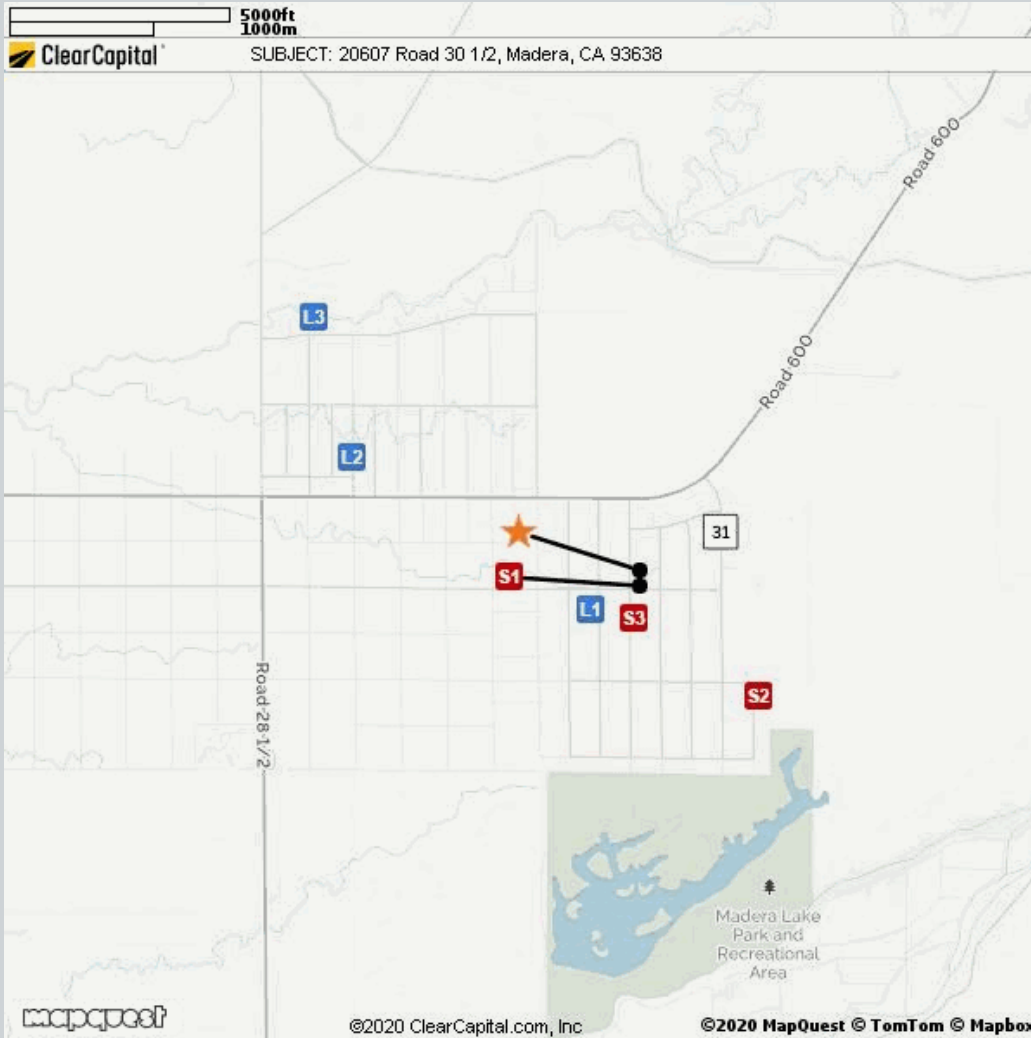 5000ft
1000m
ClearCapital
SUBJECT: 20607 Road 30 1/2, Madera, CA 93638
Road 600
L3
Road 600
L2
31
S1
L1
S3
Road 28 1/2
S2
Madera Lake
Park and
Recreational
Area
mapquest
©2020 ClearCapital.com, Inc
©2020 MapQuest © TomTom © Mapbox